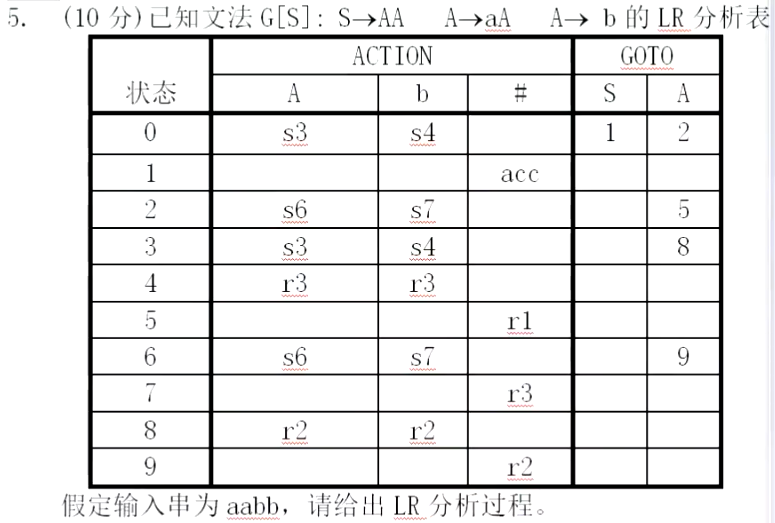 5. (10 分)已知文法 G[S]: S→AA A→aA A→ b 的 LR 分析表
ACTION GOTO
状态 A b # S A
0 s3 s4 1 2
1 acc
2 s6 s7 5
3 s3 s4 8
4 r3 r3
5 r1
6 s6 s7 9
7 r3
8 r2 r2
9 r2
假定输入串为 aabb，请给出 LR 分析过程。